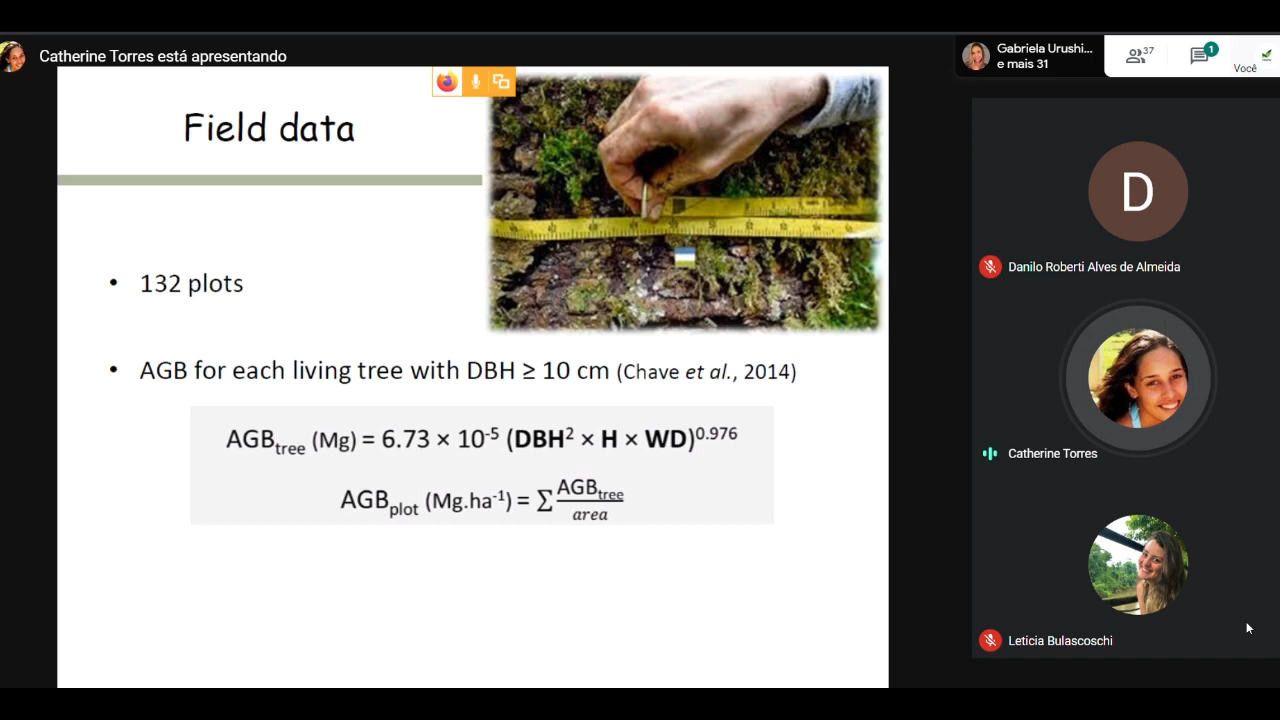 Catherine Torres está apresentando
Gabriela Urushi...
e mais 31
37
1
Você
Field data
D
Danilo Roberti Alves de Almeida
• 132 plots
• AGB for each living tree with DBH ≥ 10 cm (Chave et al., 2014)
AGBtree (Mg) = 6.73 × 10⁻⁵ (DBH² × H × WD)⁰·⁹⁷⁶
Catherine Torres
AGBplot (Mg.ha⁻¹) = ∑ AGBtree / area
Leticia Bulascoschi